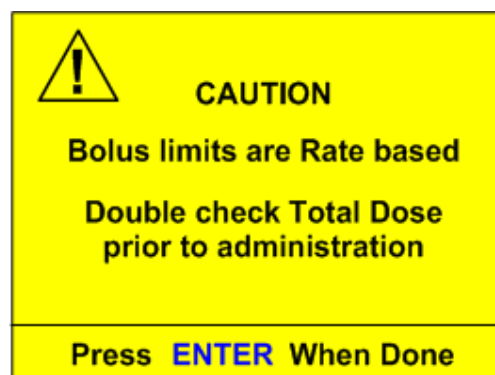 CAUTION
Bolus limits are Rate based
Double check Total Dose
prior to administration
Press ENTER When Done